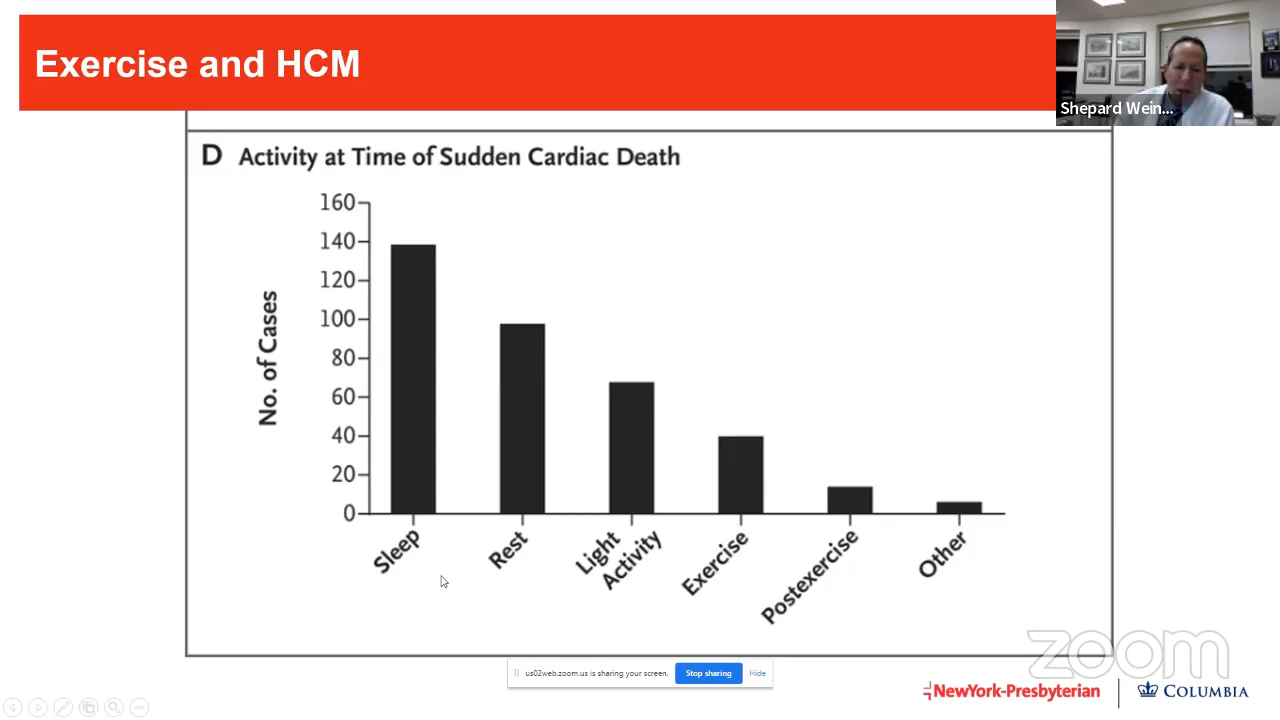 Exercise and HCM
Shepard Wein...
D Activity at Time of Sudden Cardiac Death
No. of Cases
160
140
120
100
80
60
40
20
0
Sleep
Rest
Light
Activity
Exercise
Postexercise
Other
zoom
us02web.zoom.us is sharing your screen.
Stop sharing
Hide
NewYork-Presbyterian
COLUMBIA